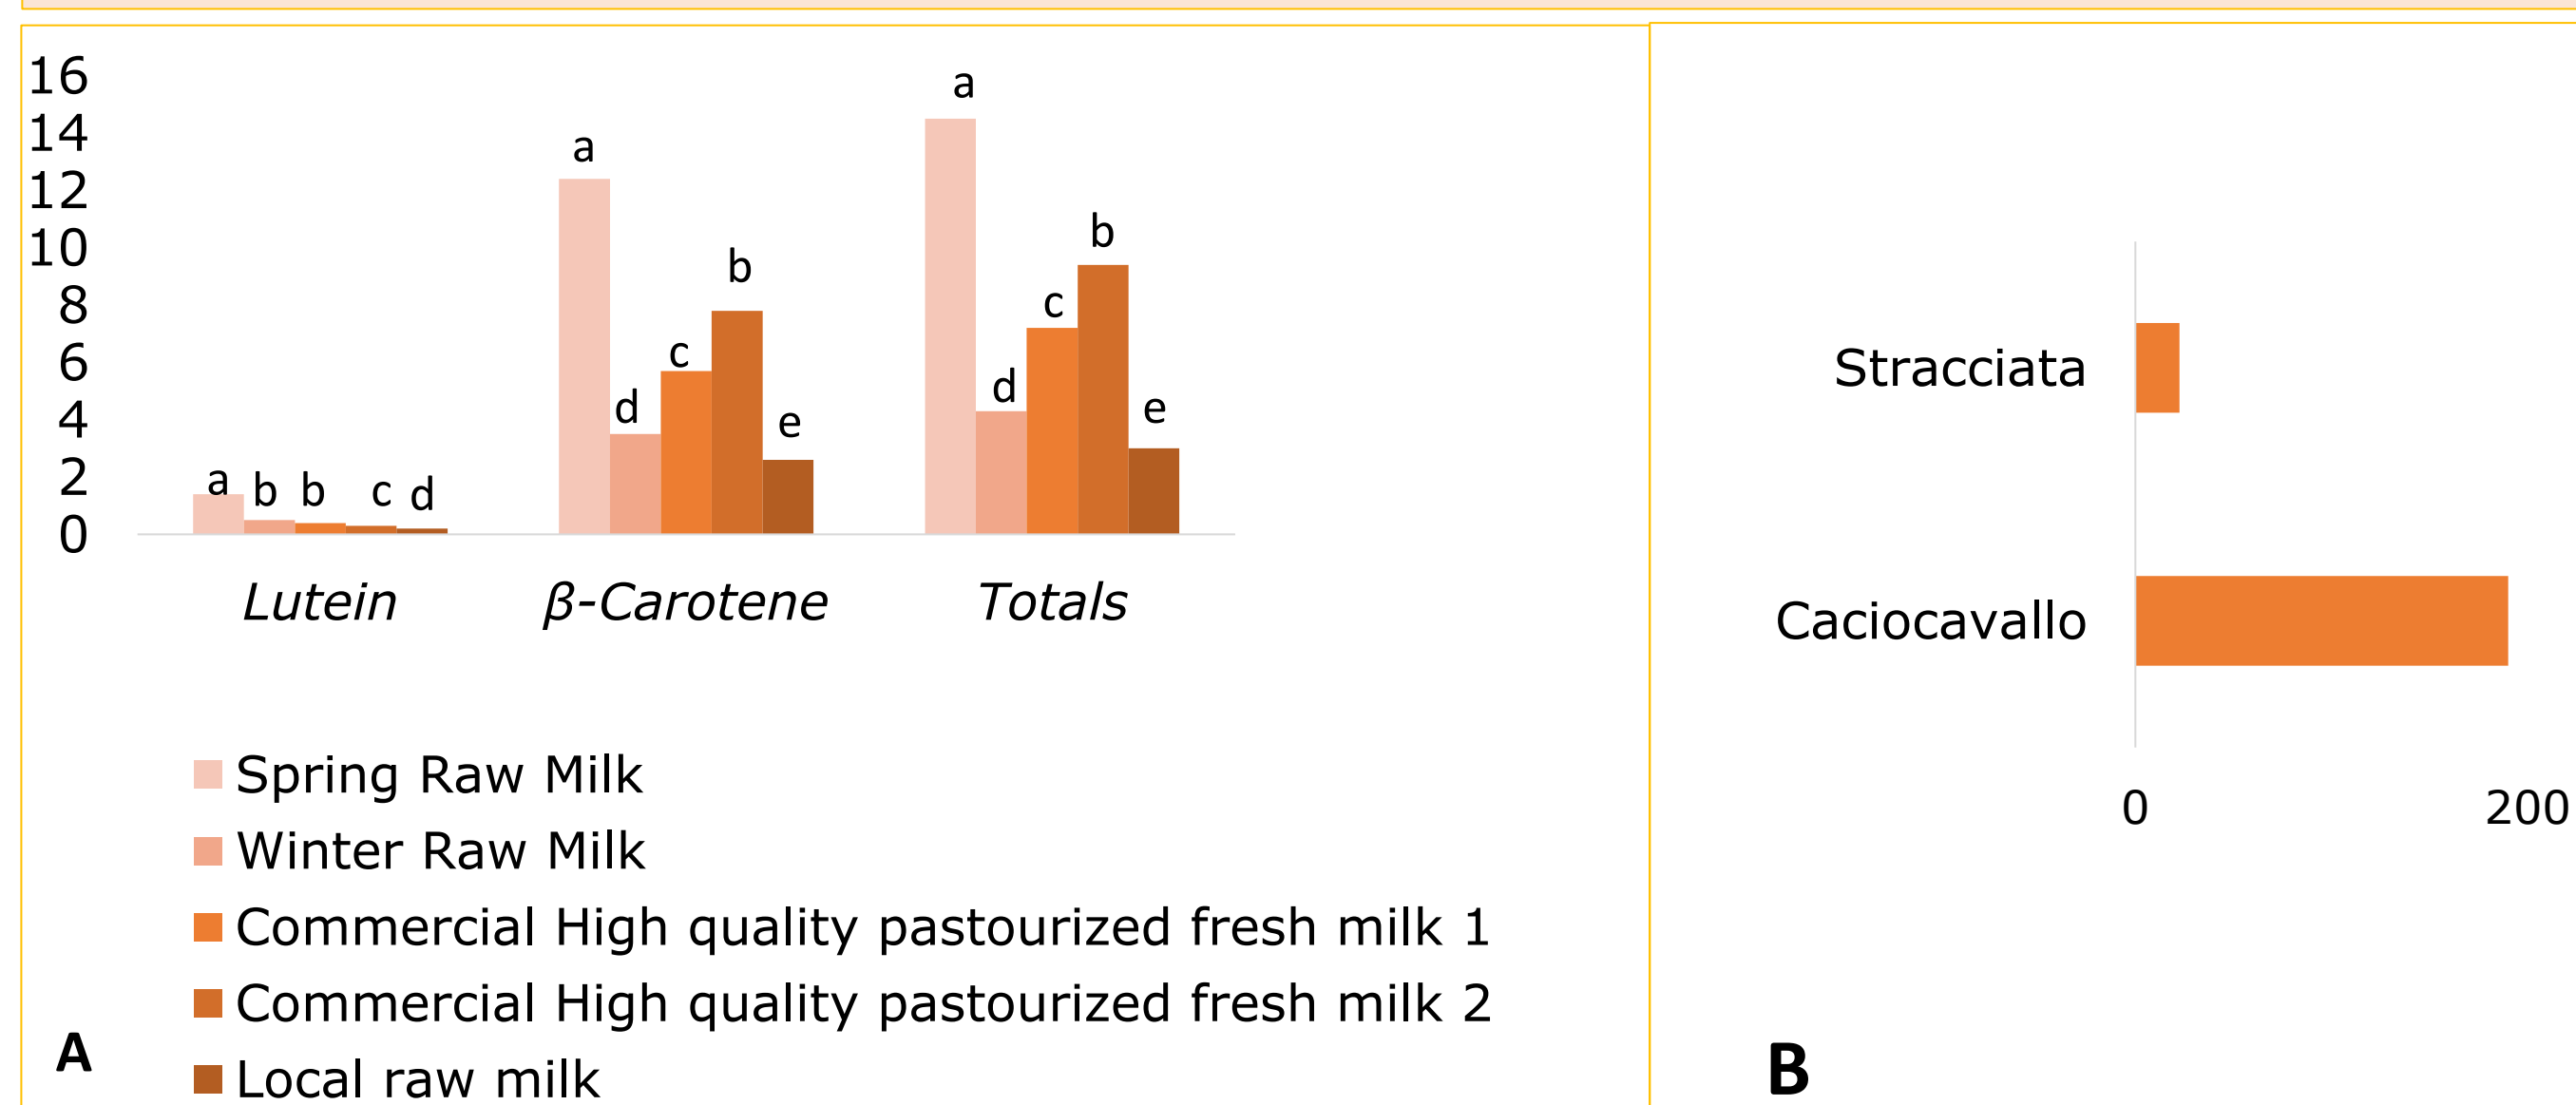 16
14
12
10
8
6
4
2
0
a
b
b
c
d
a
d
c
b
e
a
d
c
b
e
Lutein
β-Carotene
Totals
Spring Raw Milk
Winter Raw Milk
Commercial High quality pastourized fresh milk 1
Commercial High quality pastourized fresh milk 2
Local raw milk
A
Stracciata
Caciocavallo
0
200
B